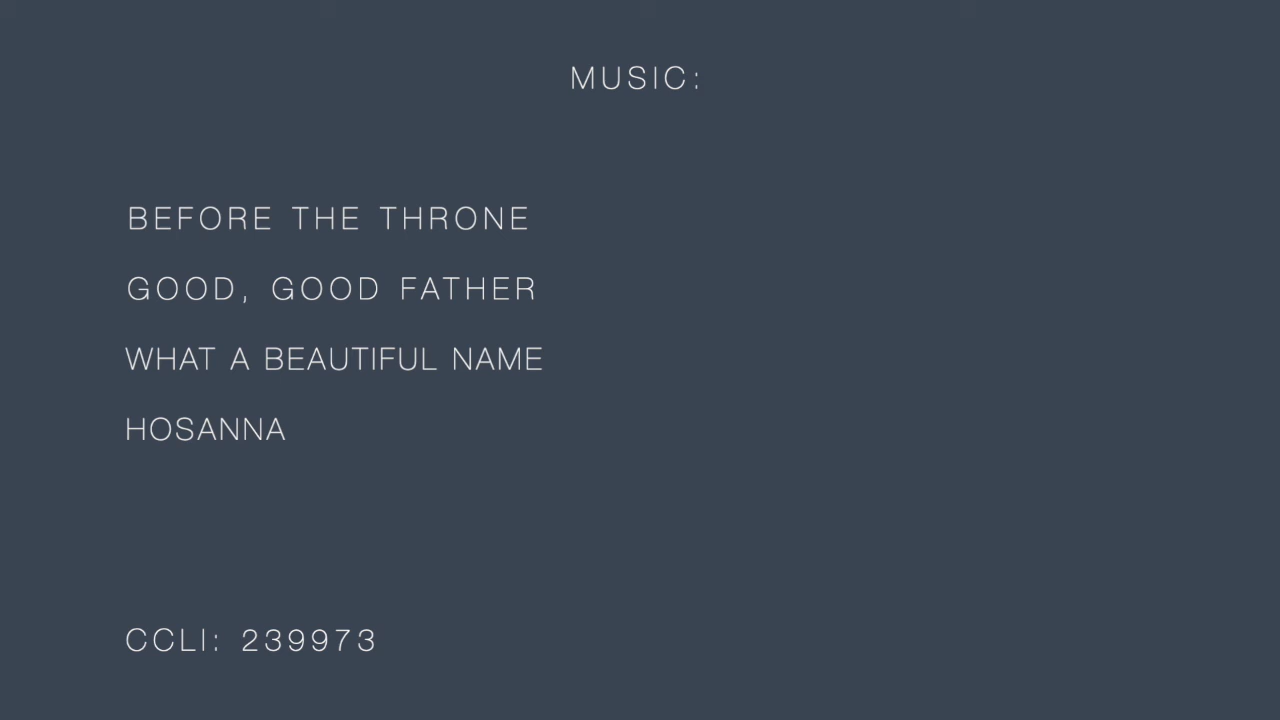 MUSIC:
BEFORE THE THRONE
GOOD, GOOD FATHER
WHAT A BEAUTIFUL NAME
HOSANNA
CCLI: 239973